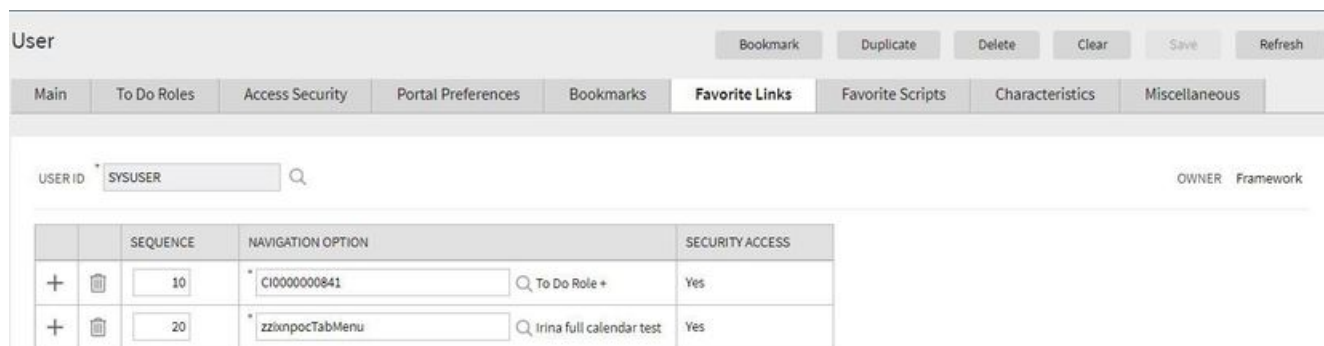 User Bookmark Duplicate Delete Clear Save Refresh
Main To Do Roles Access Security Portal Preferences Bookmarks Favorite Links Favorite Scripts Characteristics Miscellaneous
USER ID * SYSUSER OWNER Framework
SEQUENCE NAVIGATION OPTION SECURITY ACCESS
+ 10 * CI0000000841 To Do Role + Yes
+ 20 * zzixnpocTabMenu Irina full calendar test Yes